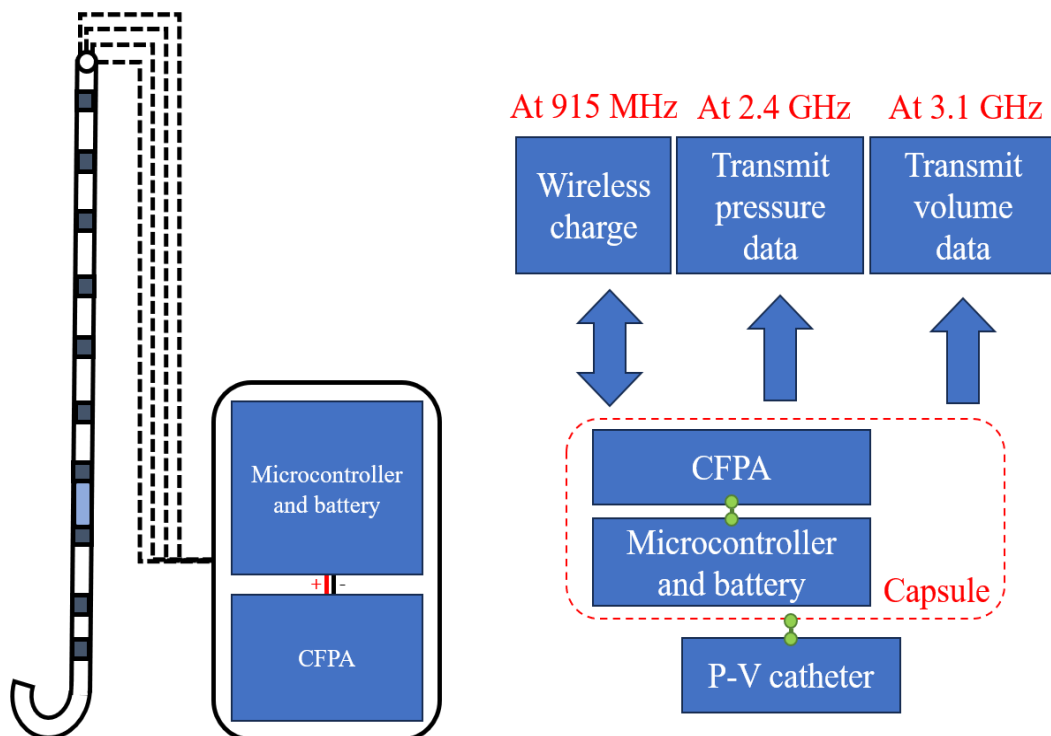 At 915 MHz
At 2.4 GHz
At 3.1 GHz
Wireless
charge
Transmit
pressure
data
Transmit
volume
data
Microcontroller
and battery
+ -
CFPA
CFPA
Microcontroller
and battery
Capsule
P-V catheter